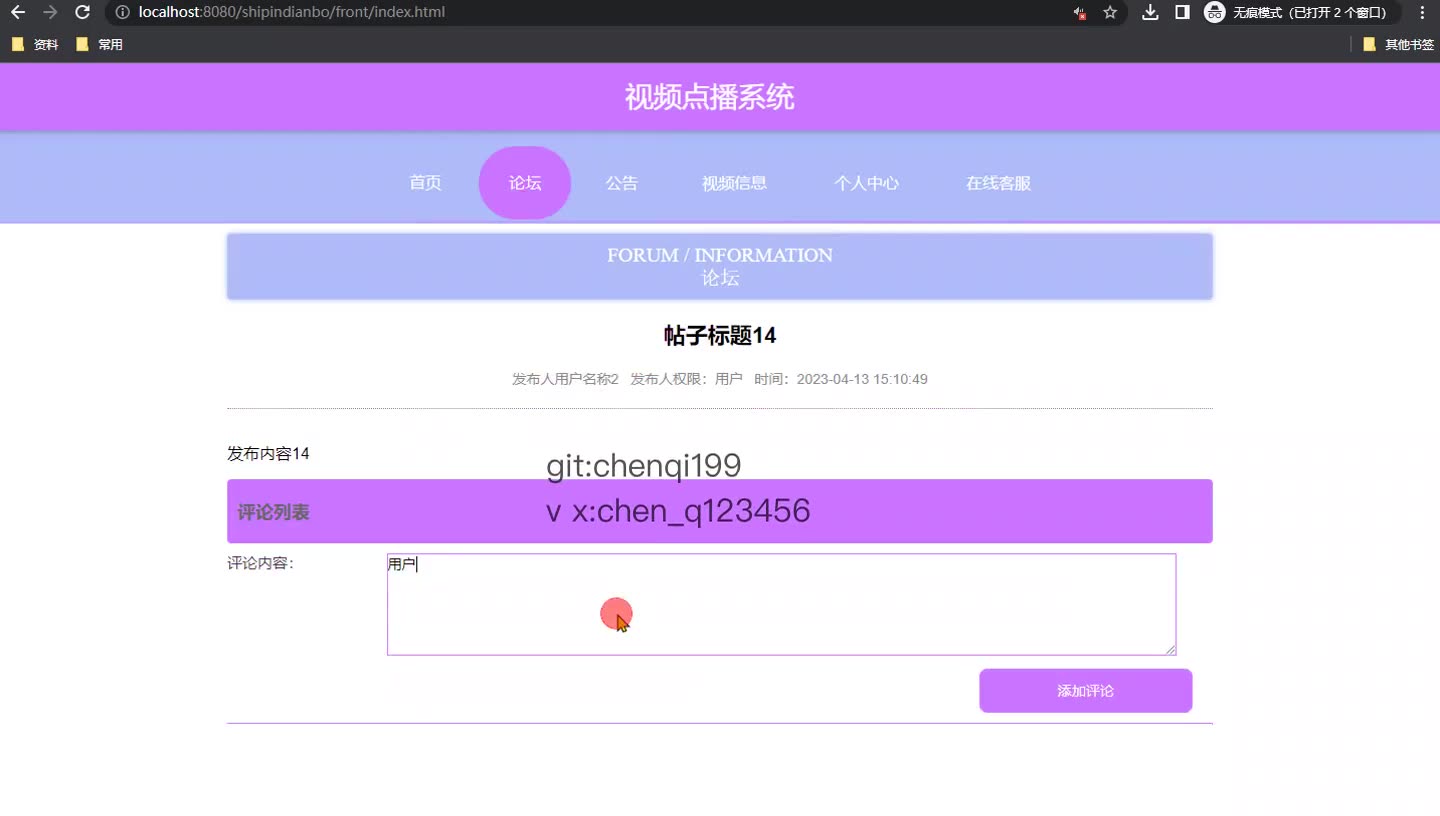 localhost:8080/shipindianbo/front/index.html
无痕模式（已打开 2 个窗口）
资料 常用 其他书签
视频点播系统
首页 论坛 公告 视频信息 个人中心 在线客服
FORUM / INFORMATION
论坛
帖子标题14
发布人用户名称2 发布人权限：用户 时间：2023-04-13 15:10:49
发布内容14
git:chenqi199
评论列表
v x:chen_q123456
评论内容：
用户
添加评论